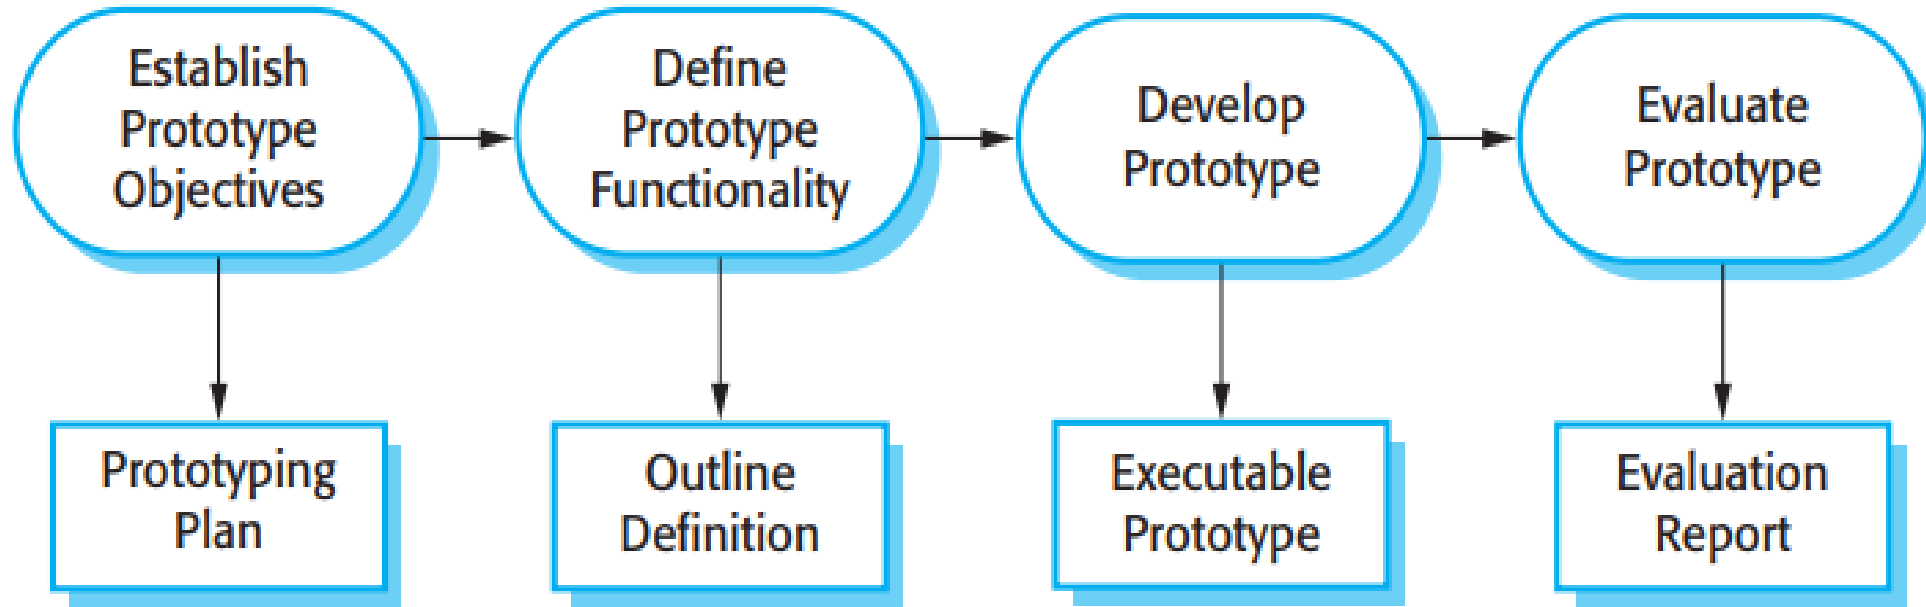 Establish
Prototype
Objectives
Define
Prototype
Functionality
Develop
Prototype
Evaluate
Prototype
Prototyping
Plan
Outline
Definition
Executable
Prototype
Evaluation
Report